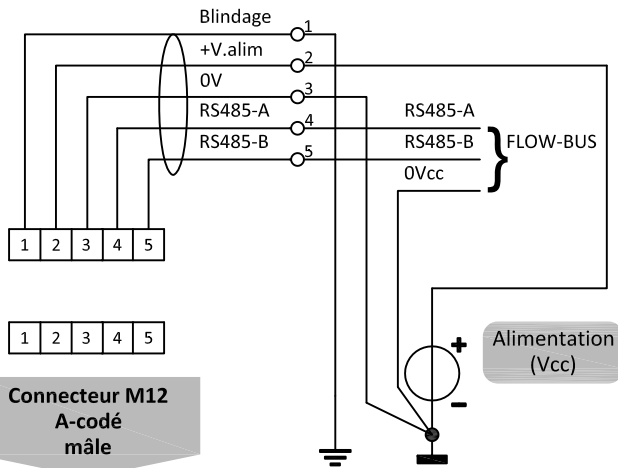 Blindage
1
+V.alim
2
0V
3
RS485-A
4
RS485-A
RS485-B
5
RS485-B
FLOW-BUS
0Vcc
1 2 3 4 5
1 2 3 4 5
+
Alimentation
(Vcc)
−
Connecteur M12
A-codé
mâle